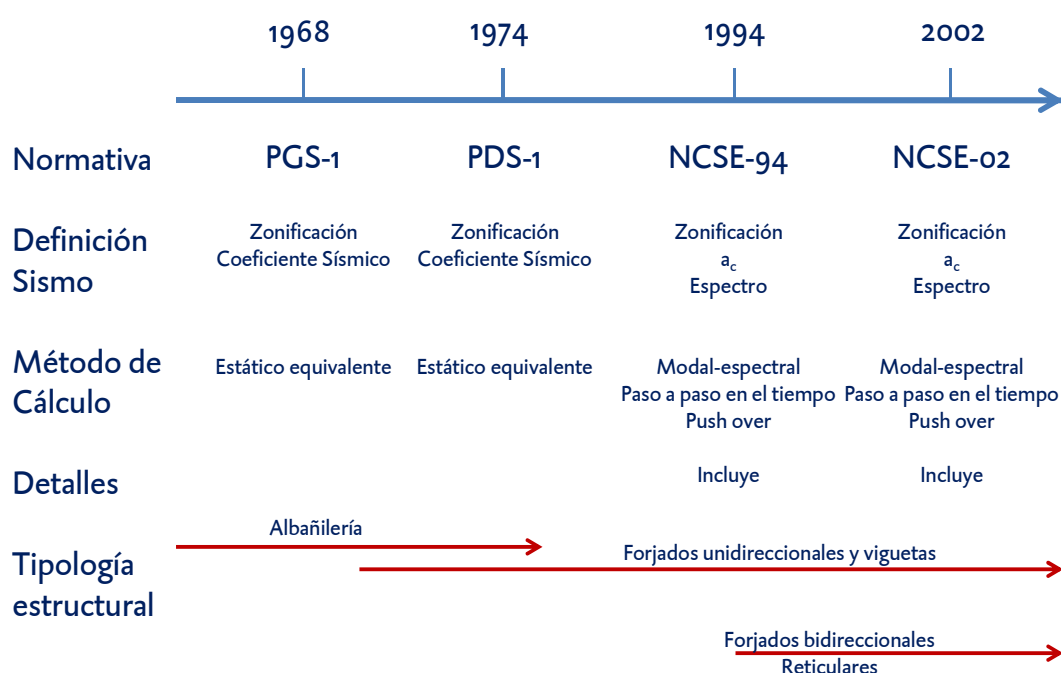 1968 1974 1994 2002
Normativa PGS-1 PDS-1 NCSE-94 NCSE-02
Definición Sismo
Zonificación Zonificación Zonificación Zonificación
Coeficiente Sísmico Coeficiente Sísmico a_c a_c
Espectro Espectro
Método de Cálculo
Estático equivalente Estático equivalente Modal-espectral Modal-espectral
Paso a paso en el tiempo Paso a paso en el tiempo
Push over Push over
Detalles Incluye Incluye
Tipología estructural
Albañilería
Forjados unidireccionales y viguetas
Forjados bidireccionales
Reticulares